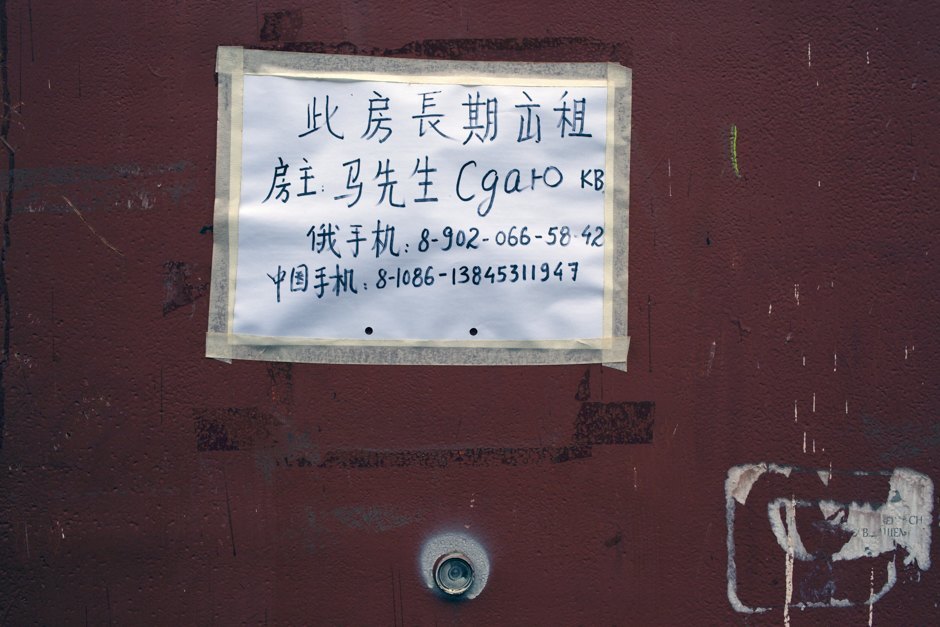 此房長期出租
房主：马先生 Сдаю кв
俄手机：8-902-066-58-42
中国手机：8-1086-13845311947